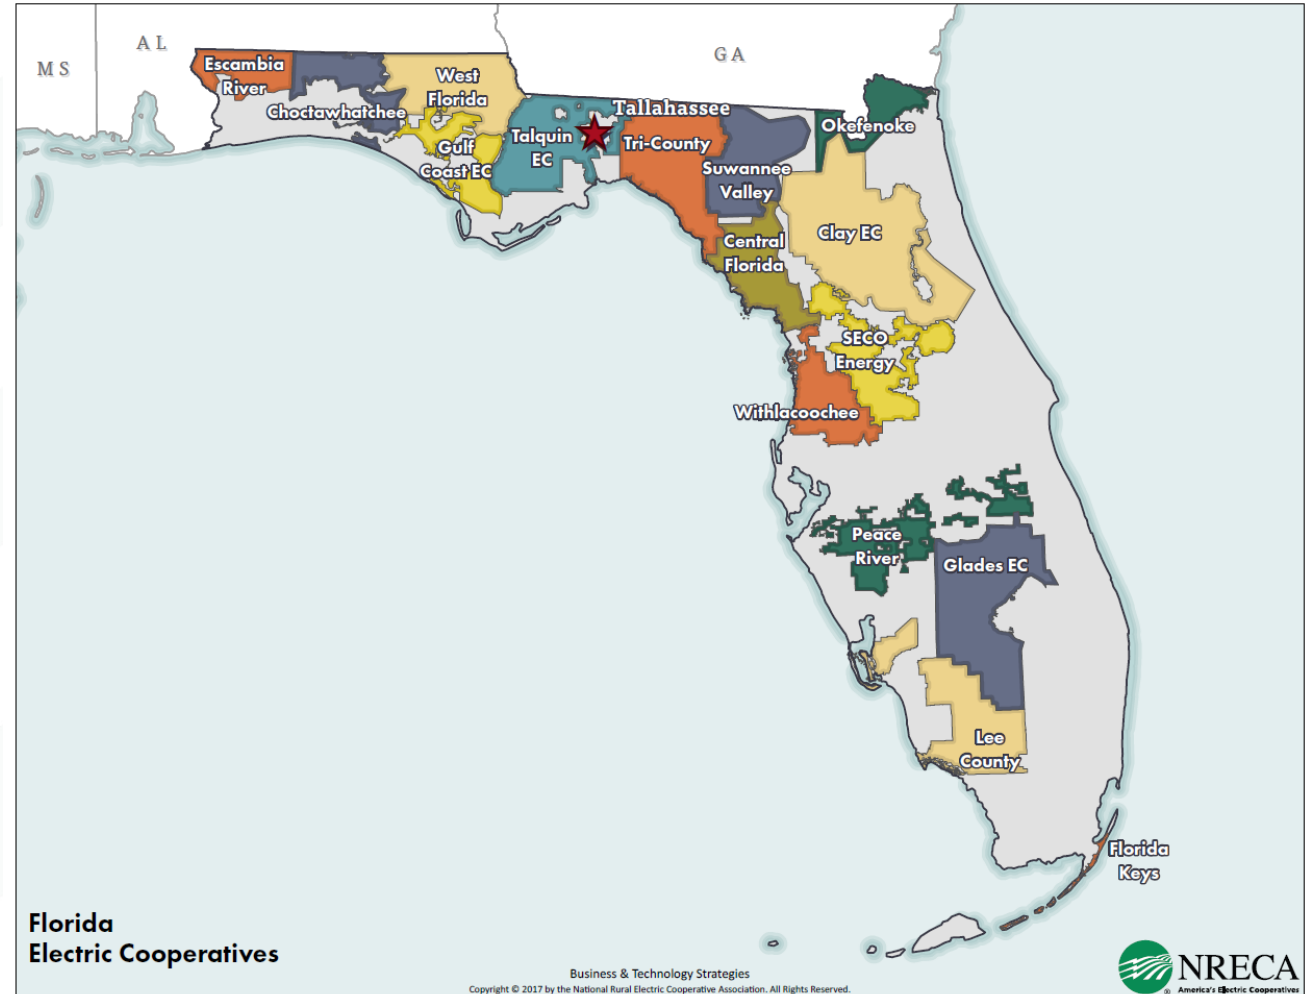 MS
AL
GA
Escambia
River
Choctawhatchee
West
Florida
Gulf
Coast EC
Talquin
EC
Tallahassee
Tri-County
Suwannee
Valley
Okefenoke
Central
Florida
Clay EC
SECO
Energy
Withlacoochee
Peace
River
Glades EC
Lee
County
Florida
Keys
Florida
Electric Cooperatives
Business & Technology Strategies
Copyright © 2017 by the National Rural Electric Cooperative Association. All Rights Reserved.
NRECA
America's Electric Cooperatives